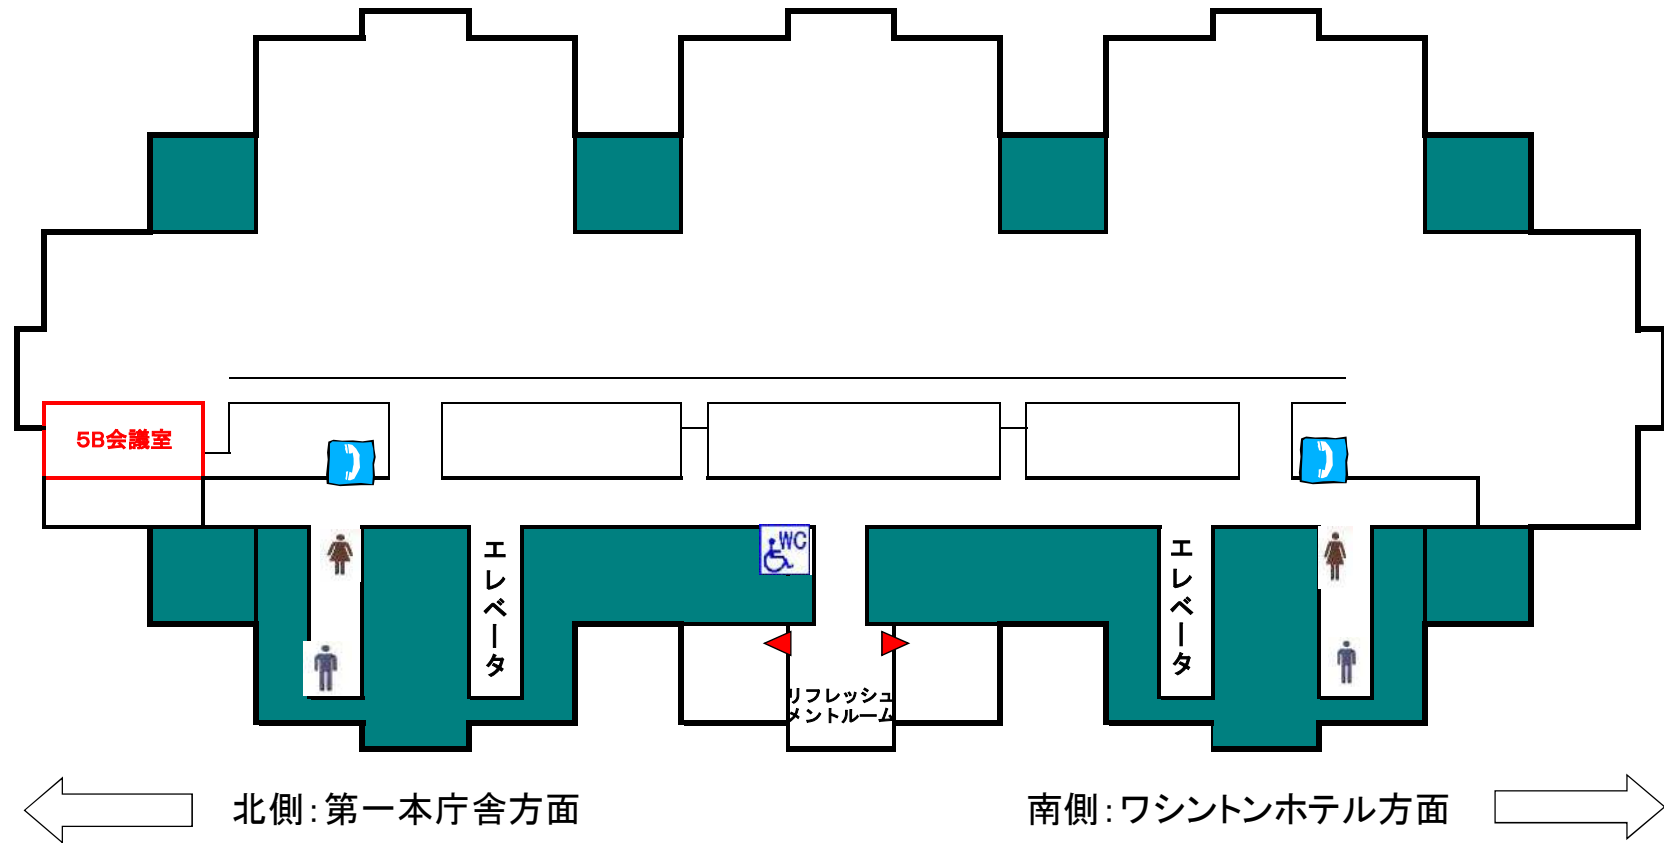 5B会議室
エレベータ
WC
エレベータ
リフレッシュ
メントルーム
北側：第一本庁舎方面
南側：ワシントンホテル方面